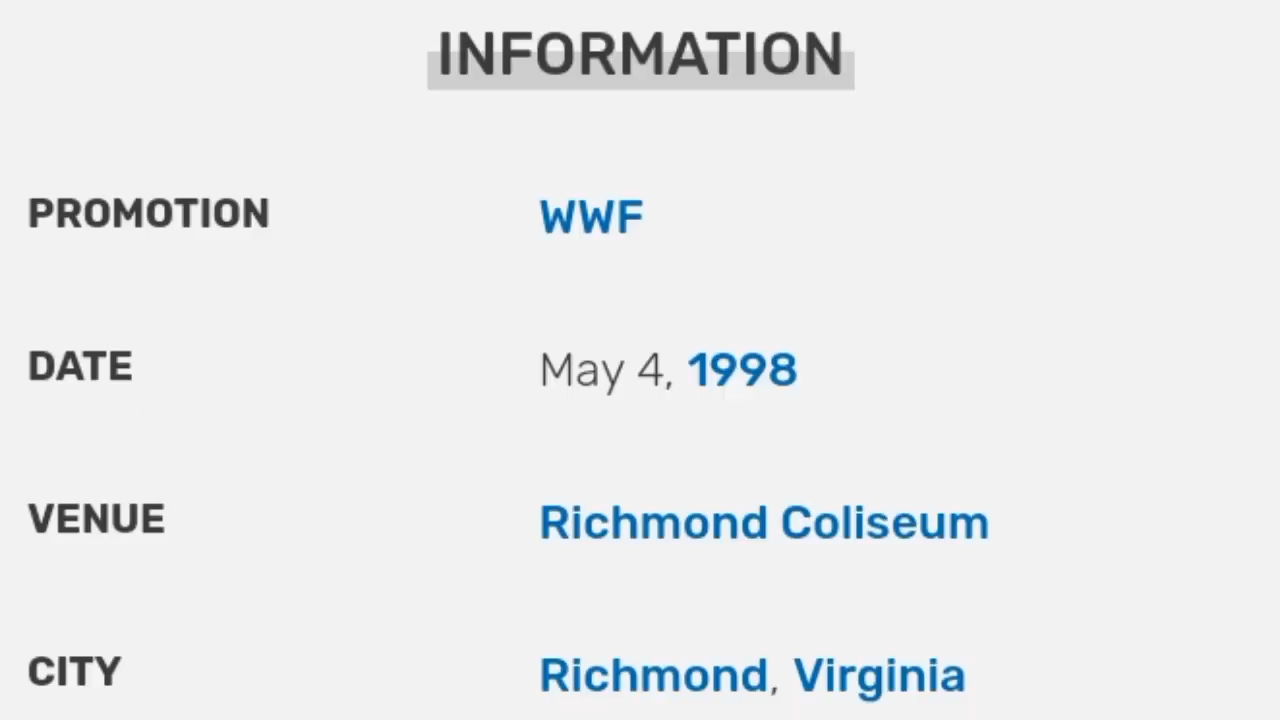 INFORMATION
PROMOTION WWF
DATE May 4, 1998
VENUE Richmond Coliseum
CITY Richmond, Virginia